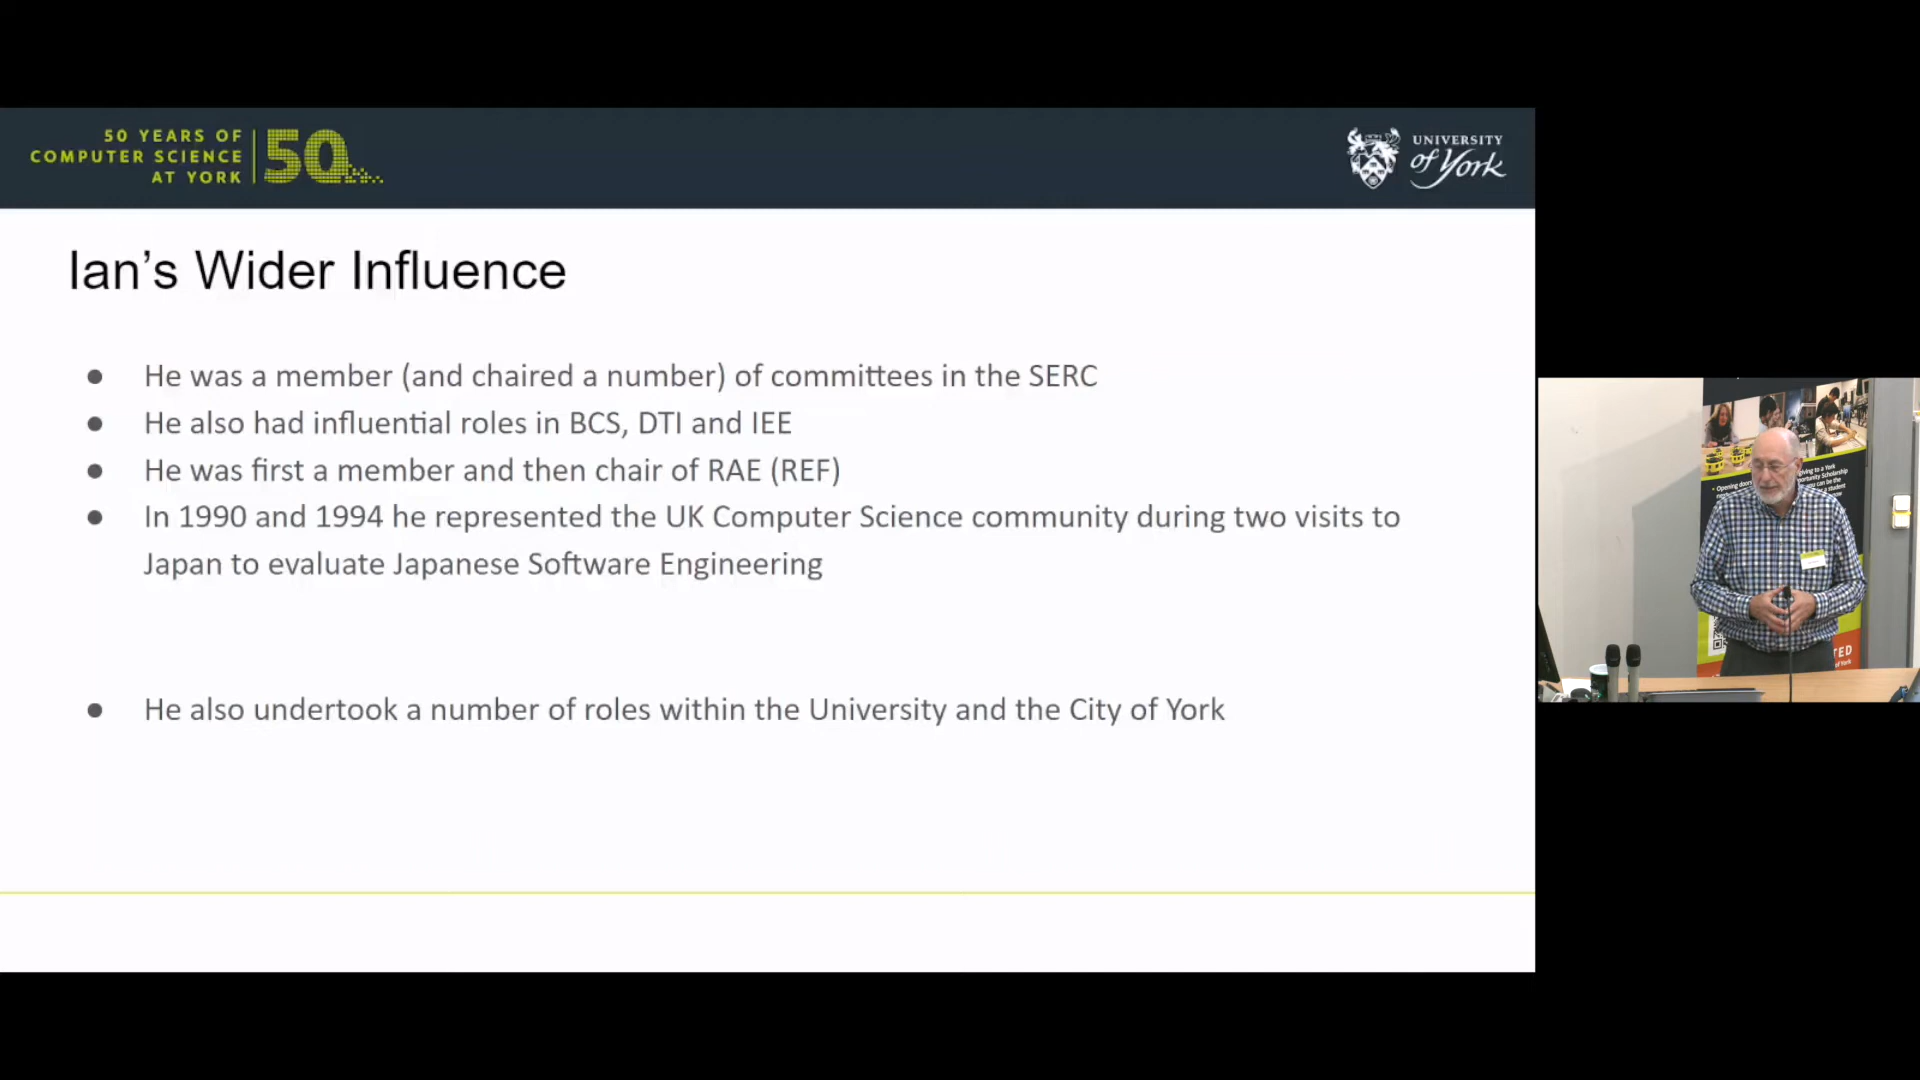 50 YEARS OF
COMPUTER SCIENCE
AT YORK
50
UNIVERSITY
of York
Ian’s Wider Influence
● He was a member (and chaired a number) of committees in the SERC
● He also had influential roles in BCS, DTI and IEE
● He was first a member and then chair of RAE (REF)
● In 1990 and 1994 he represented the UK Computer Science community during two visits to
Japan to evaluate Japanese Software Engineering
● He also undertook a number of roles within the University and the City of York
giving to a York